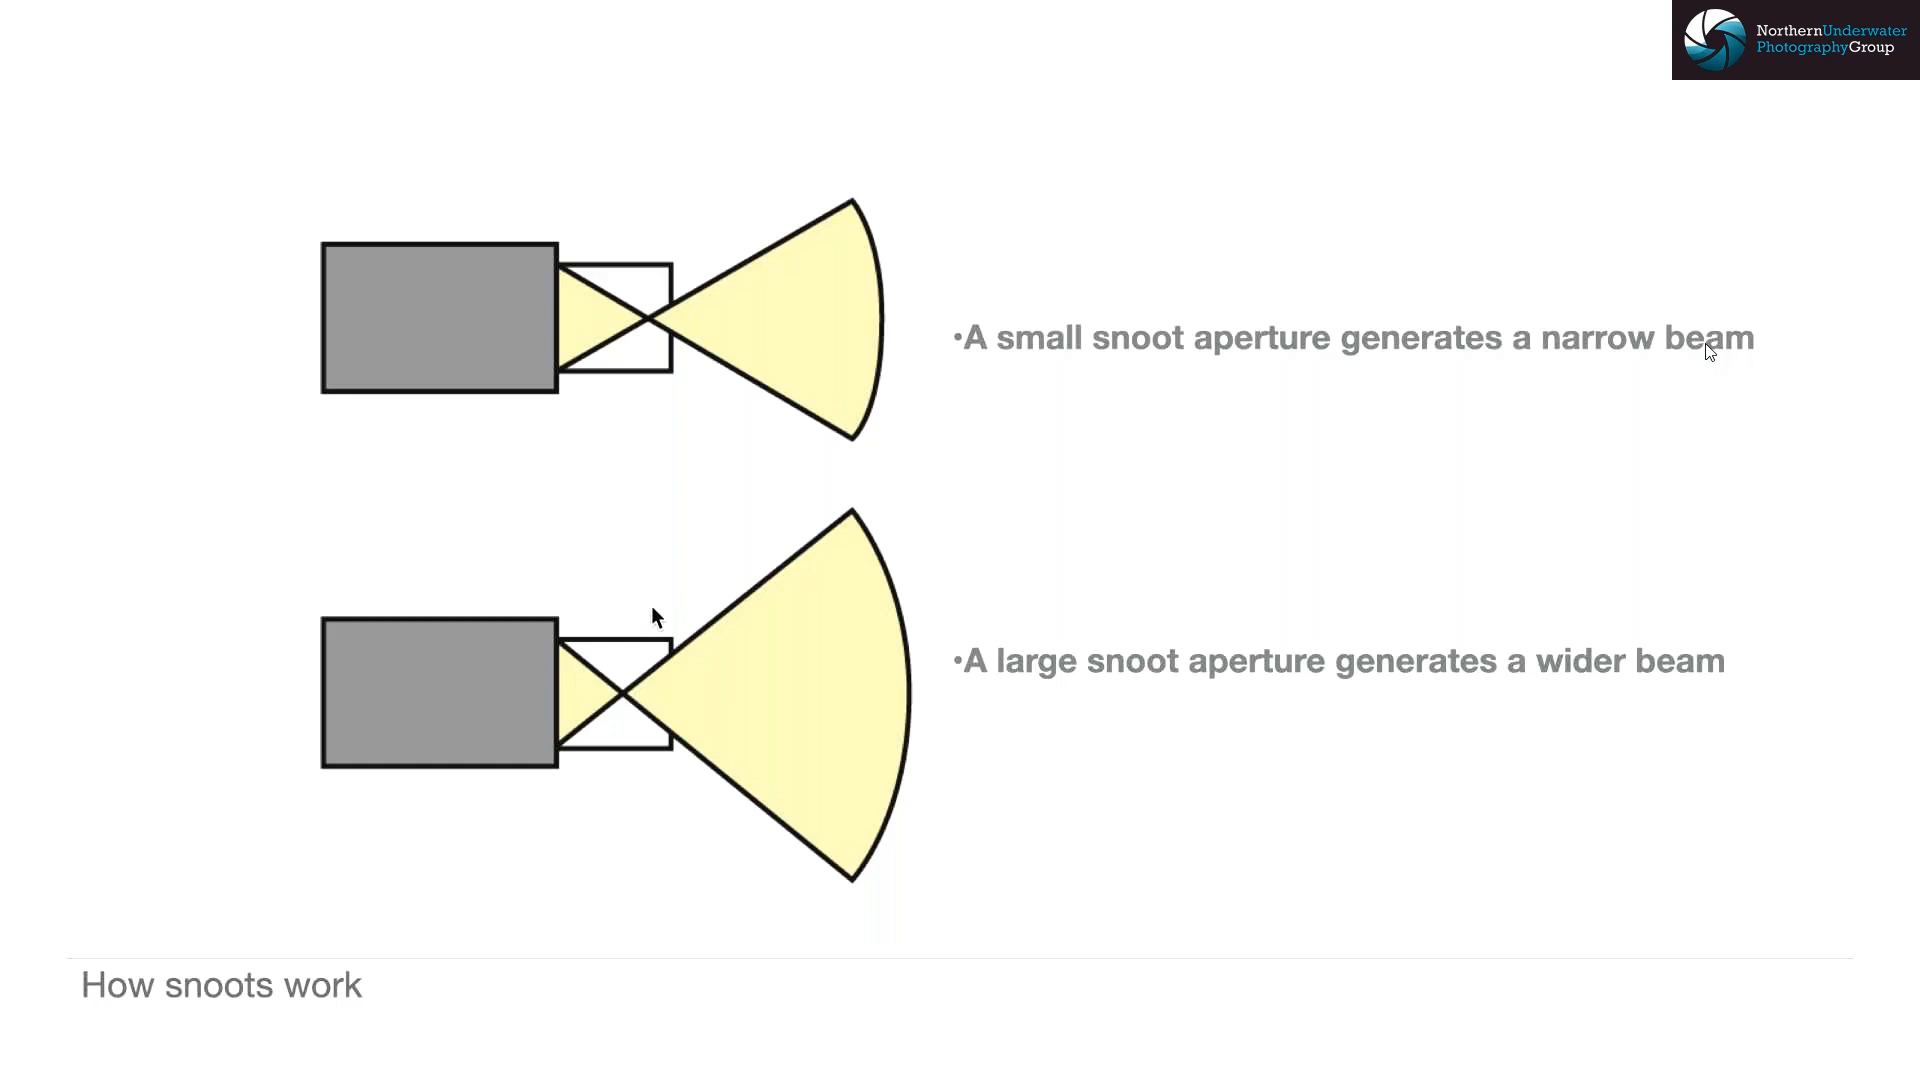 NorthernUnderwater
PhotographyGroup
•A small snoot aperture generates a narrow beam
•A large snoot aperture generates a wider beam
How snoots work